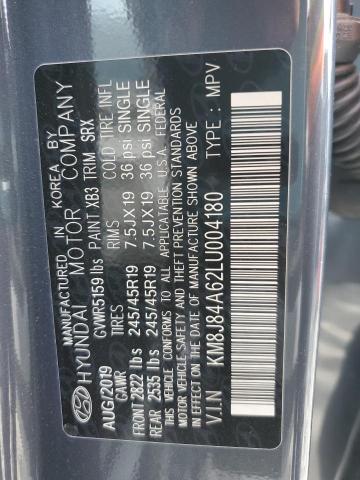 MANUFACTURED IN KOREA BY
HYUNDAI MOTOR COMPANY
AUG/2019 GVWR5159 lbs PAINT XB3 TRIM SRX
GAWR TIRES RIMS COLD TIRE INFL
FRONT 2822 lbs 245/45R19 7.5JX19 36 psi SINGLE
REAR 2535 lbs 245/45R19 7.5JX19 36 psi SINGLE
THIS VEHICLE CONFORMS TO ALL APPLICABLE U.S.A. FEDERAL
MOTOR VEHICLE SAFETY AND THEFT PREVENTION STANDARDS
IN EFFECT ON THE DATE OF MANUFACTURE SHOWN ABOVE.
V.I.N : KM8J84A62LU004180 TYPE : MPV